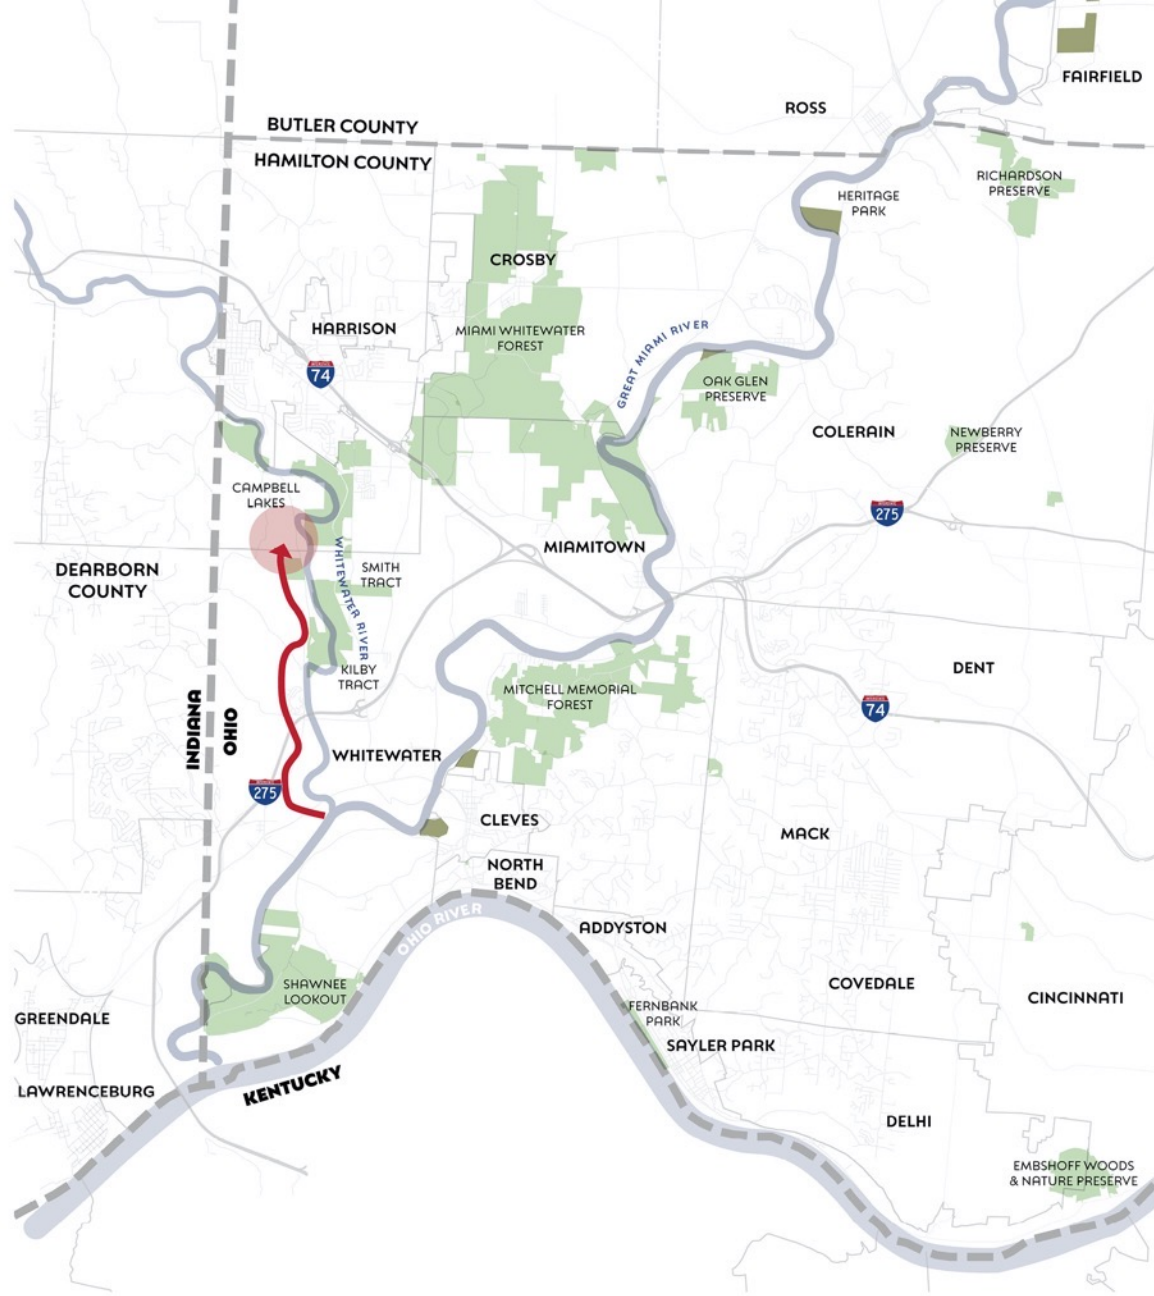 FAIRFIELD
ROSS
BUTLER COUNTY
HAMILTON COUNTY
RICHARDSON
PRESERVE
HERITAGE
PARK
CROSBY
HARRISON
MIAMI WHITEWATER
FOREST
GREAT MIAMI RIVER
74
OAK GLEN
PRESERVE
COLERAIN
NEWBERRY
PRESERVE
CAMPBELL
LAKES
275
MIAMITOWN
DEARBORN
COUNTY
WHITEWATER RIVER
SMITH
TRACT
KILBY
TRACT
DENT
MITCHELL MEMORIAL
FOREST
74
INDIANA
OHIO
WHITEWATER
275
CLEVES
MACK
NORTH
BEND
OHIO RIVER
ADDYSTON
SHAWNEE
LOOKOUT
COVEDALE
CINCINNATI
FERNBANK
PARK
GREENDALE
SAYLER PARK
LAWRENCEBURG
KENTUCKY
DELHI
EMBSHOFF WOODS
& NATURE PRESERVE